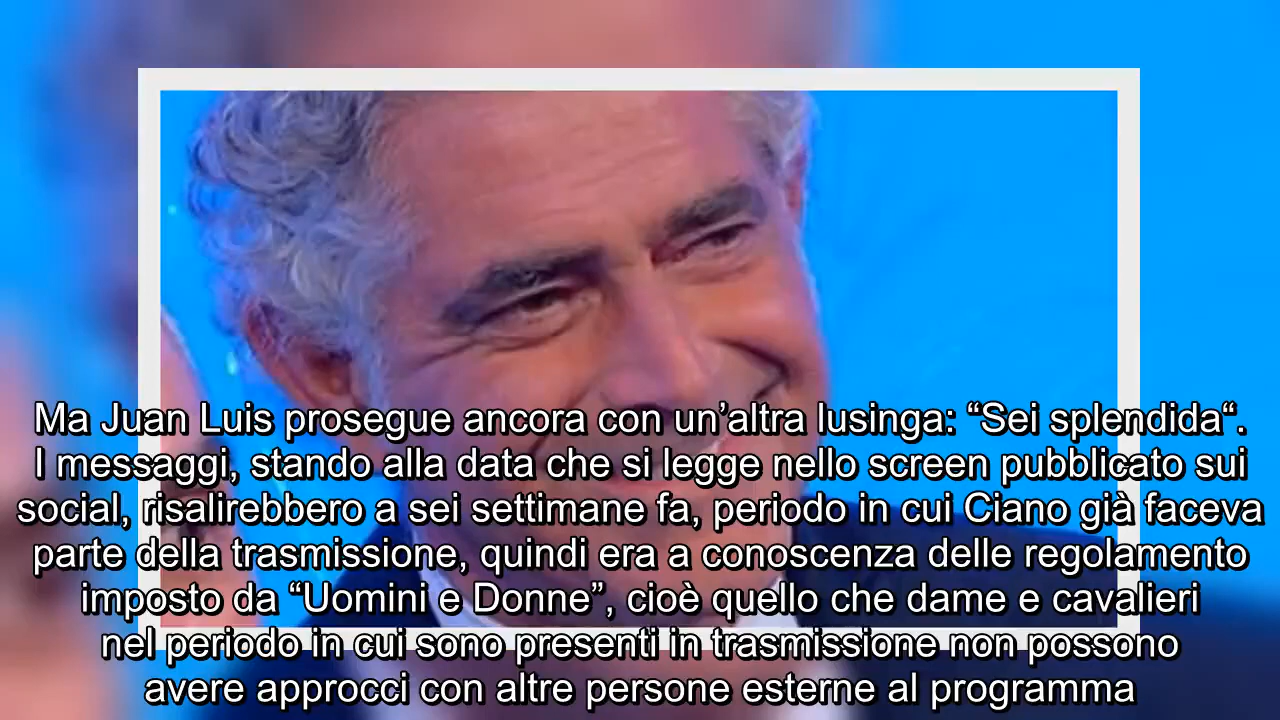 Ma Juan Luis prosegue ancora con un’altra lusinga: “Sei splendida“.
I messaggi, stando alla data che si legge nello screen pubblicato sui
social, risalirebbero a sei settimane fa, periodo in cui Ciano già faceva
parte della trasmissione, quindi era a conoscenza delle regolamento
imposto da “Uomini e Donne”, cioè quello che dame e cavalieri
nel periodo in cui sono presenti in trasmissione non possono
avere approcci con altre persone esterne al programma